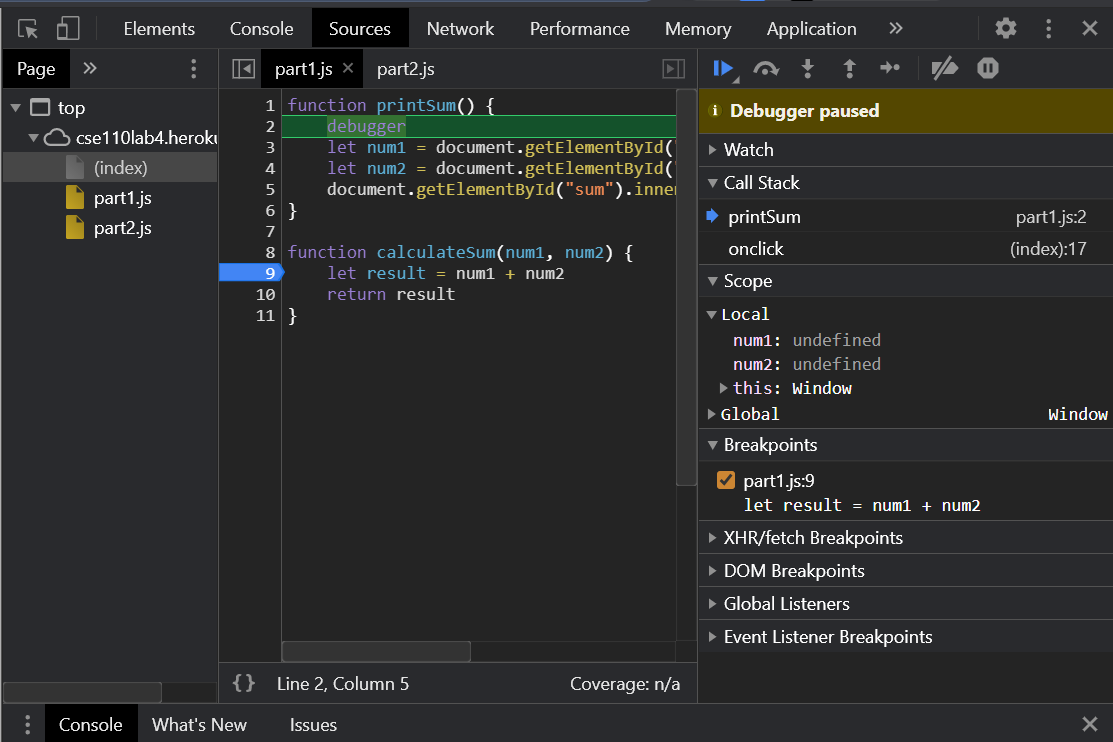 Elements Console Sources Network Performance Memory Application
Page
part1.js part2.js
top
cse110lab4.heroku
(index)
part1.js
part2.js
1 function printSum() {
2 debugger
3 let num1 = document.getElementById("
4 let num2 = document.getElementById("
5 document.getElementById("sum").inner
6 }
7
8 function calculateSum(num1, num2) {
9 let result = num1 + num2
10 return result
11 }
{} Line 2, Column 5 Coverage: n/a
Debugger paused
Watch
Call Stack
printSum part1.js:2
onclick (index):17
Scope
Local
num1: undefined
num2: undefined
this: Window
Global Window
Breakpoints
part1.js:9
let result = num1 + num2
XHR/fetch Breakpoints
DOM Breakpoints
Global Listeners
Event Listener Breakpoints
Console What's New Issues